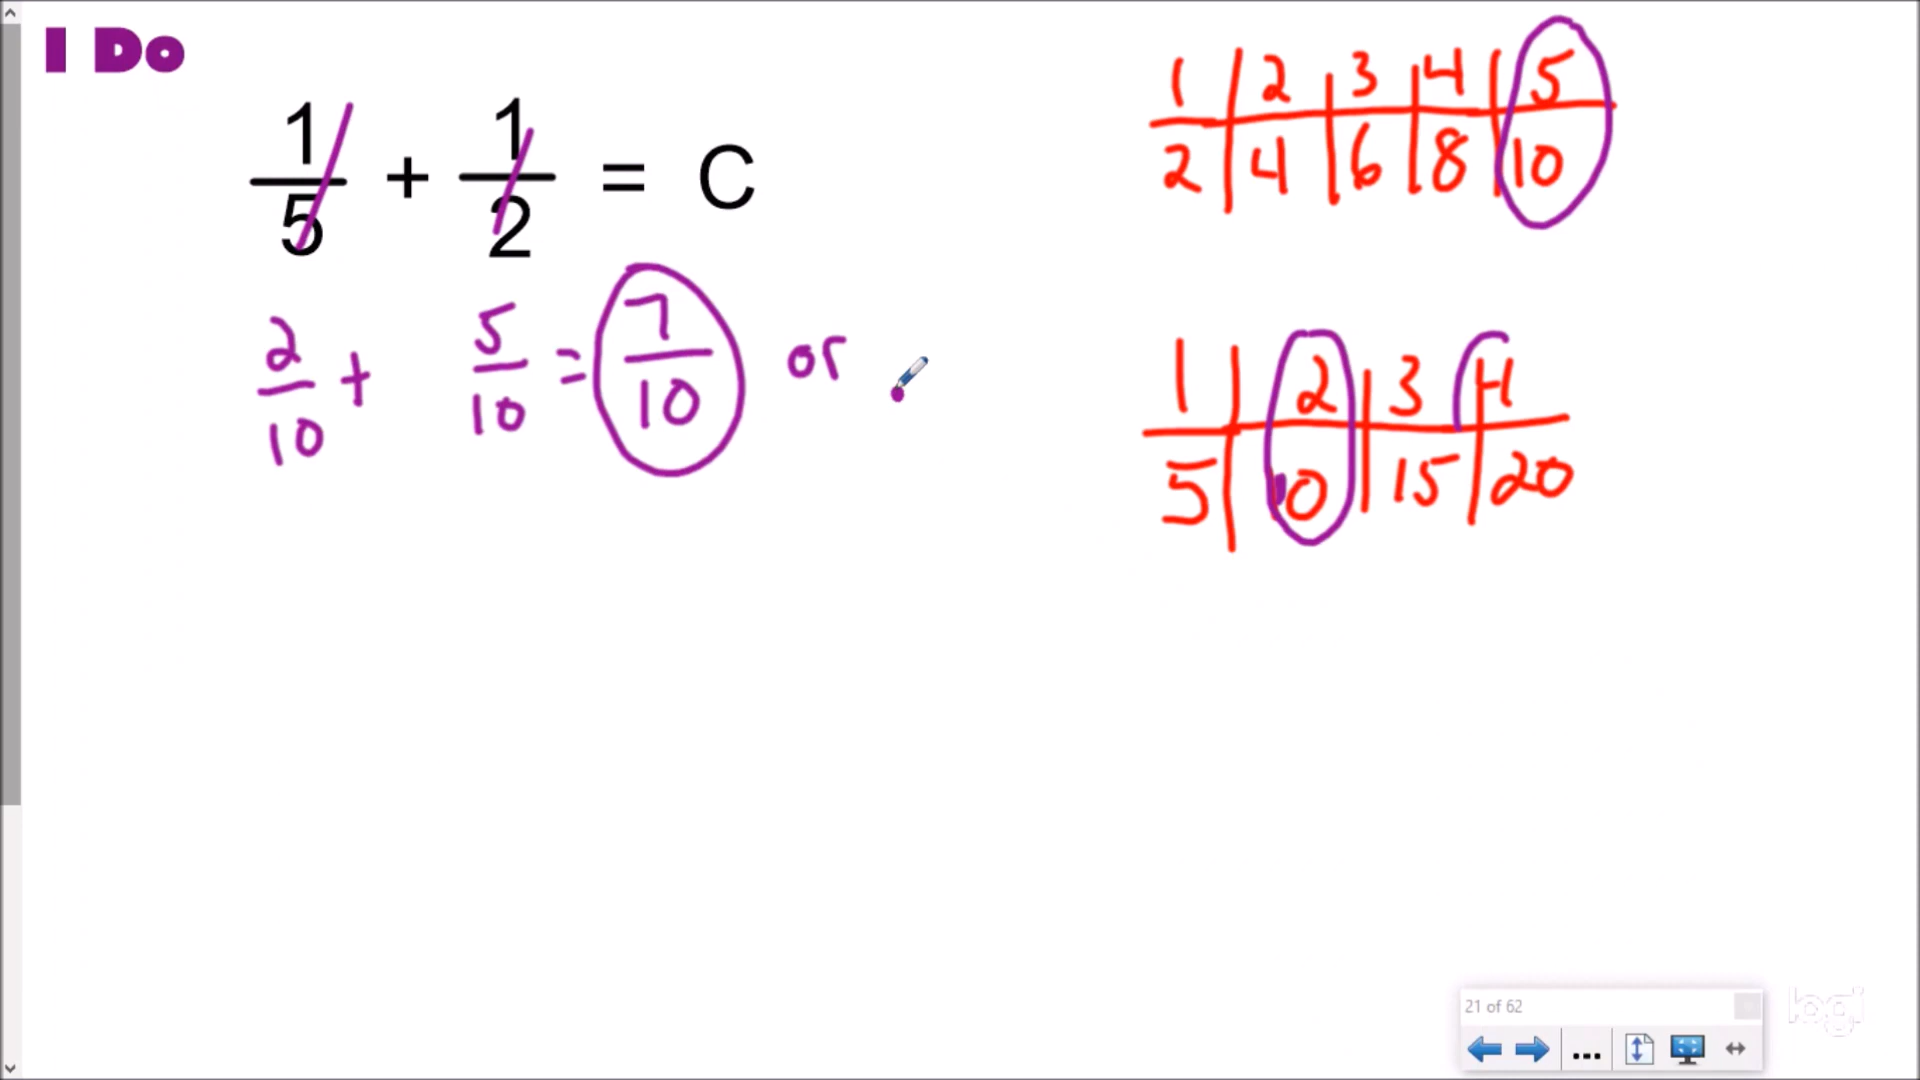 I Do
1/5 + 1/2 = C
2/10 + 5/10 = 7/10 or
1 2 3 4 5
2 4 6 8 10
1 2 3 4
5 10 15 20
21 of 62
...
logi